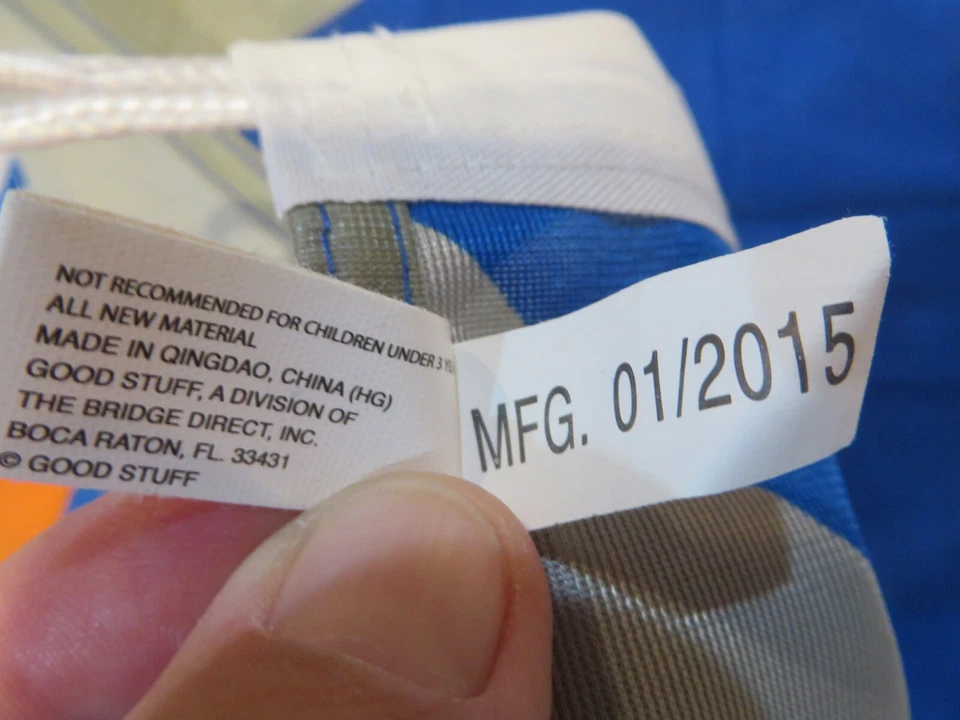 NOT RECOMMENDED FOR CHILDREN UNDER 3
ALL NEW MATERIAL
MADE IN QINGDAO, CHINA (HG)
GOOD STUFF, A DIVISION OF
THE BRIDGE DIRECT, INC.
BOCA RATON, FL. 33431
© GOOD STUFF
MFG. 01/2015